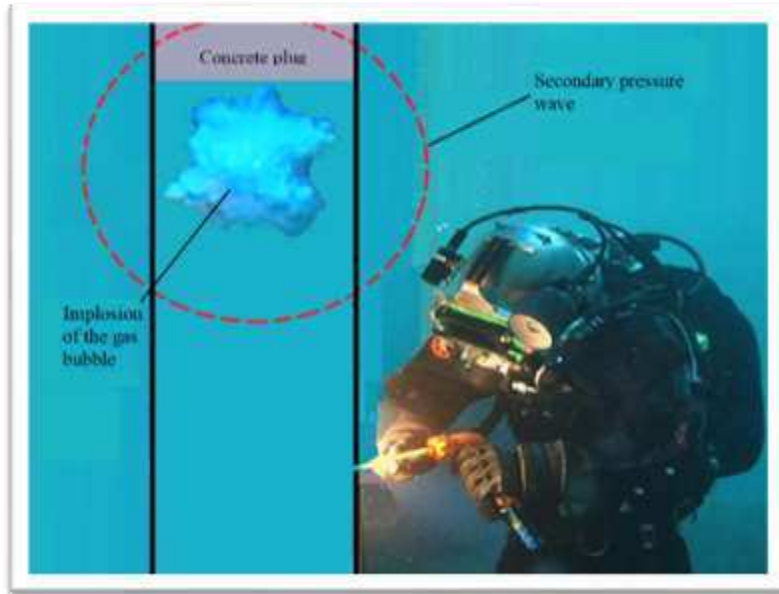 Concrete plug
Secondary pressure
wave
Implosion
of the gas
bubble